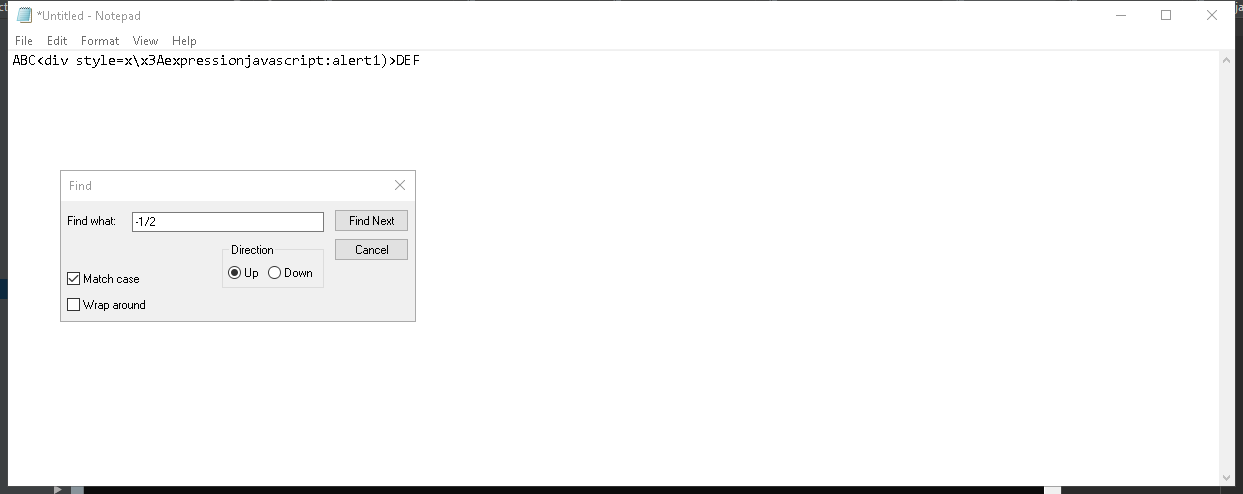 *Untitled - Notepad
File Edit Format View Help
ABC<div style=x\x3Aexpressionjavascript:alert1)>DEF
Find
Find what: -1/2 Find Next
Direction Cancel
Up Down
Match case
Wrap around